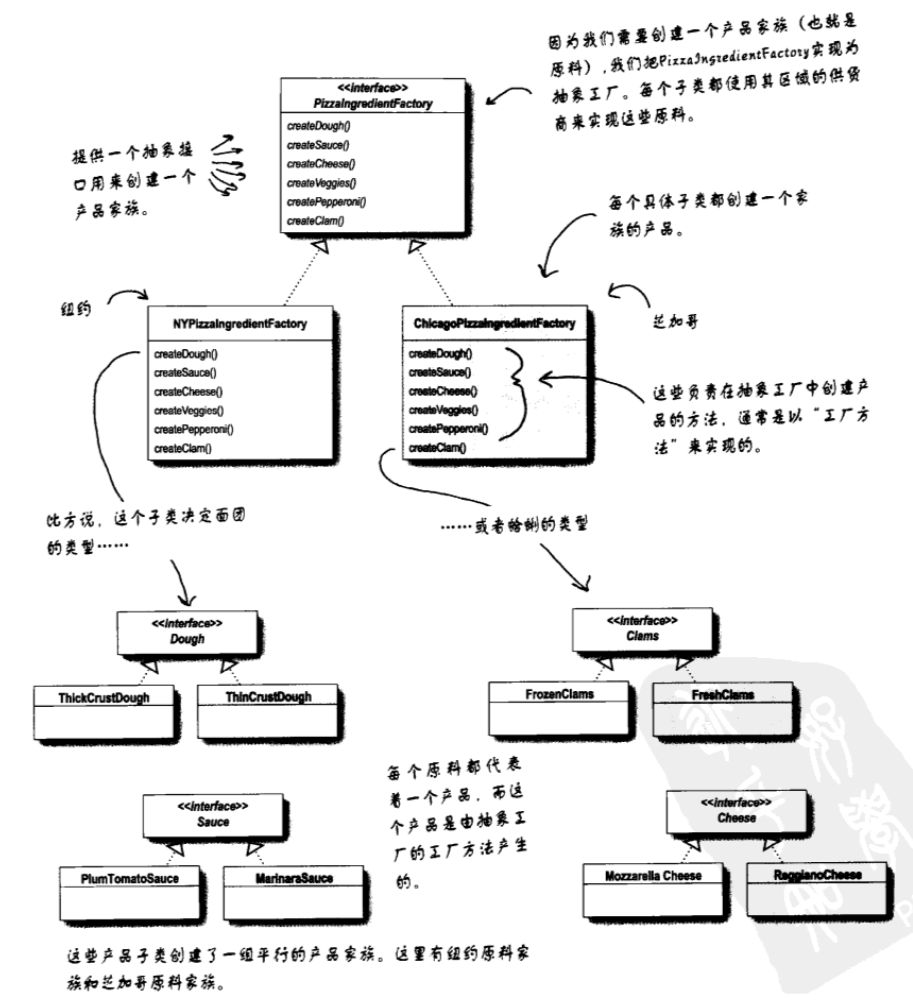 因为我们需要创建一个产品家族（也就是
原料），我们把PizzaIngredientFactory实现为
抽象工厂。每个子类都使用其区域的供货
商来实现这些原料。
<<interface>>
PizzaIngredientFactory
createDough()
createSauce()
createCheese()
createVeggies()
createPepperoni()
createClam()
提供一个抽象接
口用来创建一个
产品家族。
每个具体子类都创建一个家
族的产品。
纽约
芝加哥
NYPizzaIngredientFactory
createDough()
createSauce()
createCheese()
createVeggies()
createPepperoni()
createClam()
ChicagoPizzaIngredientFactory
createDough()
createSauce()
createCheese()
createVeggies()
createPepperoni()
createClam()
这些负责在抽象工厂中创建产
品的方法，通常是以“工厂方
法”来实现的。
比方说，这个子类决定面团
的类型……
……或者蛤蜊的类型
<<interface>>
Dough
ThickCrustDough
ThinCrustDough
<<interface>>
Clams
FrozenClams
FreshClams
每个原料都代表
着一个产品，而这
个产品是由抽象工
厂的工厂方法产生
的。
<<interface>>
Sauce
PlumTomatoSauce
MarinaraSauce
<<interface>>
Cheese
Mozzarella Cheese
ReggianoCheese
这些产品子类创建了一组平行的产品家族。这里有纽约原料家
族和芝加哥原料家族。